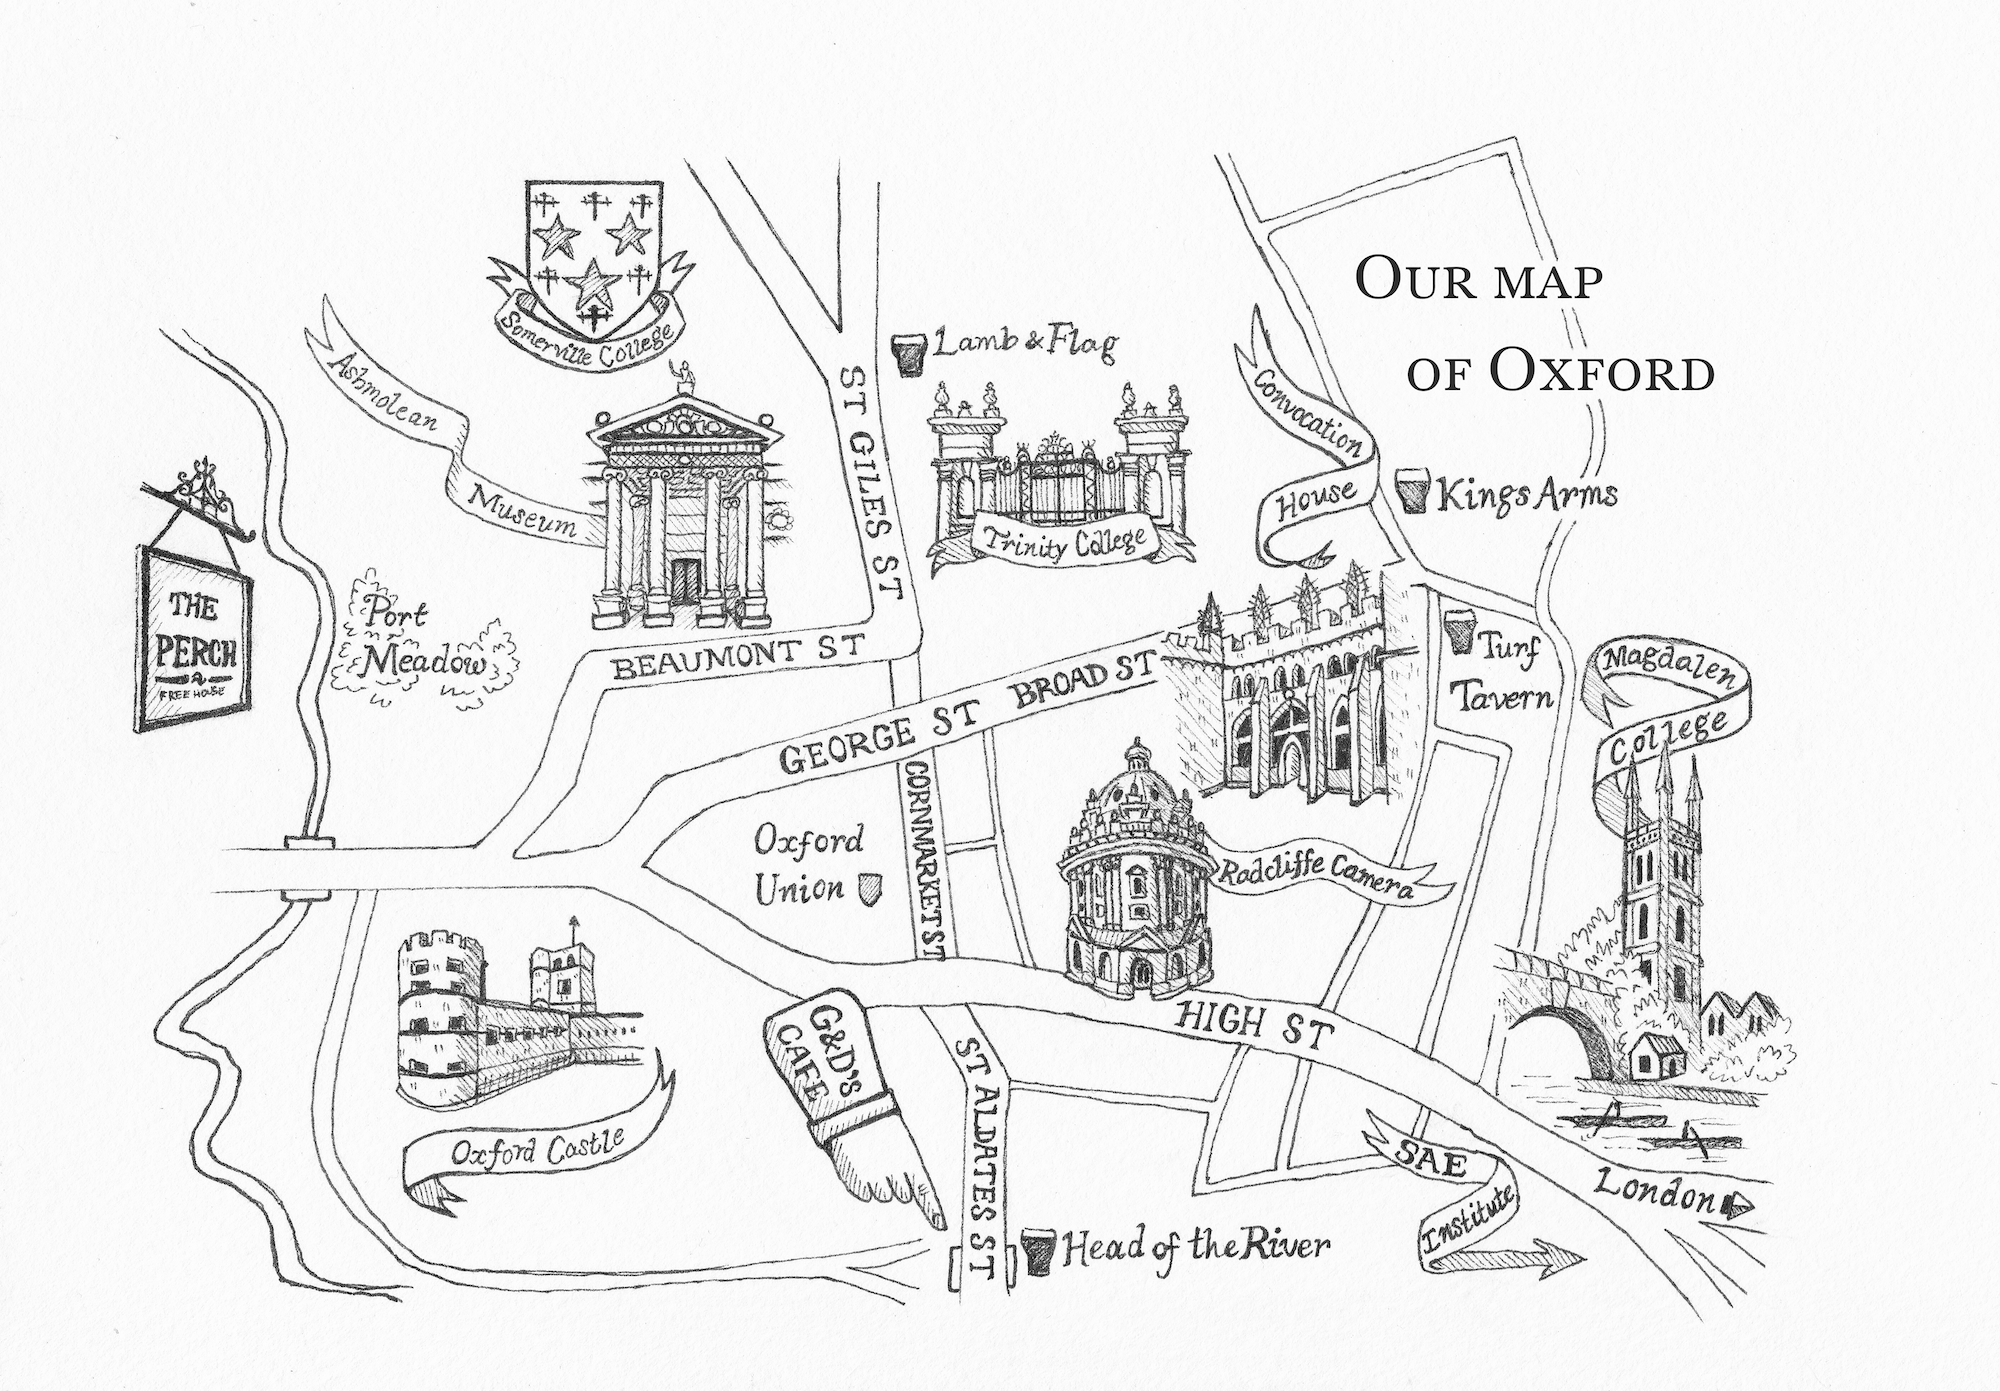 Our map
of Oxford
Somerville College
Ashmolean
Museum
ST GILES ST
Lamb & Flag
Trinity College
Convocation
House
Kings Arms
THE
PERCH
FREE HOUSE
Port
Meadow
BEAUMONT ST
GEORGE ST
BROAD ST
Turf
Tavern
Magdalen
College
CORNMARKET ST
Oxford
Union
Radcliffe Camera
HIGH ST
G&D'S
CAFE
ST ALDATES ST
Oxford Castle
SAE
Institute
London
Head of the River